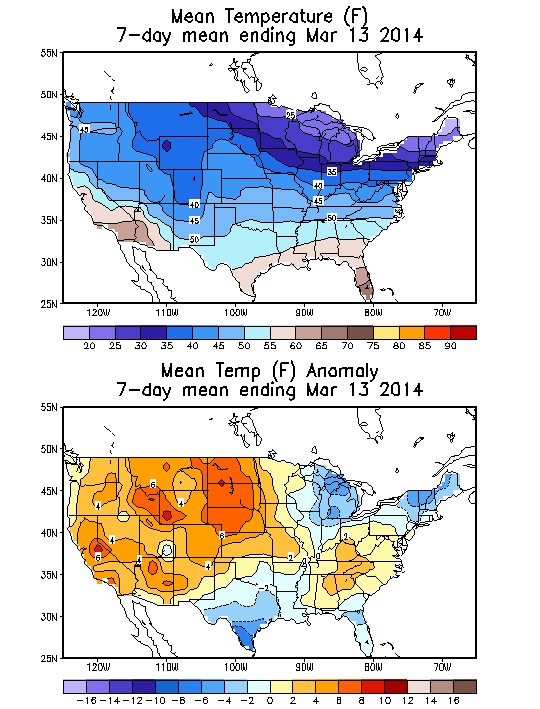 Mean Temperature (F)
7-day mean ending Mar 13 2014
55N
50N
45N
40N
35N
30N
25N
25
45
35
40
40
45
45
50
50
120W 110W 100W 90W 80W 70W
20 25 30 35 40 45 50 55 60 65 70 75 80 85 90
Mean Temp (F) Anomaly
7-day mean ending Mar 13 2014
55N
50N
45N
40N
35N
30N
25N
6
4
4
4
6
2
6
2
0
4
4
-2
120W 110W 100W 90W 80W 70W
-16 -14 -12 -10 -8 -6 -4 -2 0 2 4 6 8 10 12 14 16